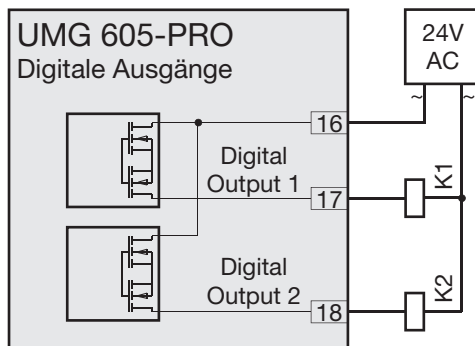 UMG 605-PRO
Digitale Ausgänge
24V
AC
~ ~
16
Digital
Output 1
17
K1
Digital
Output 2
18
K2